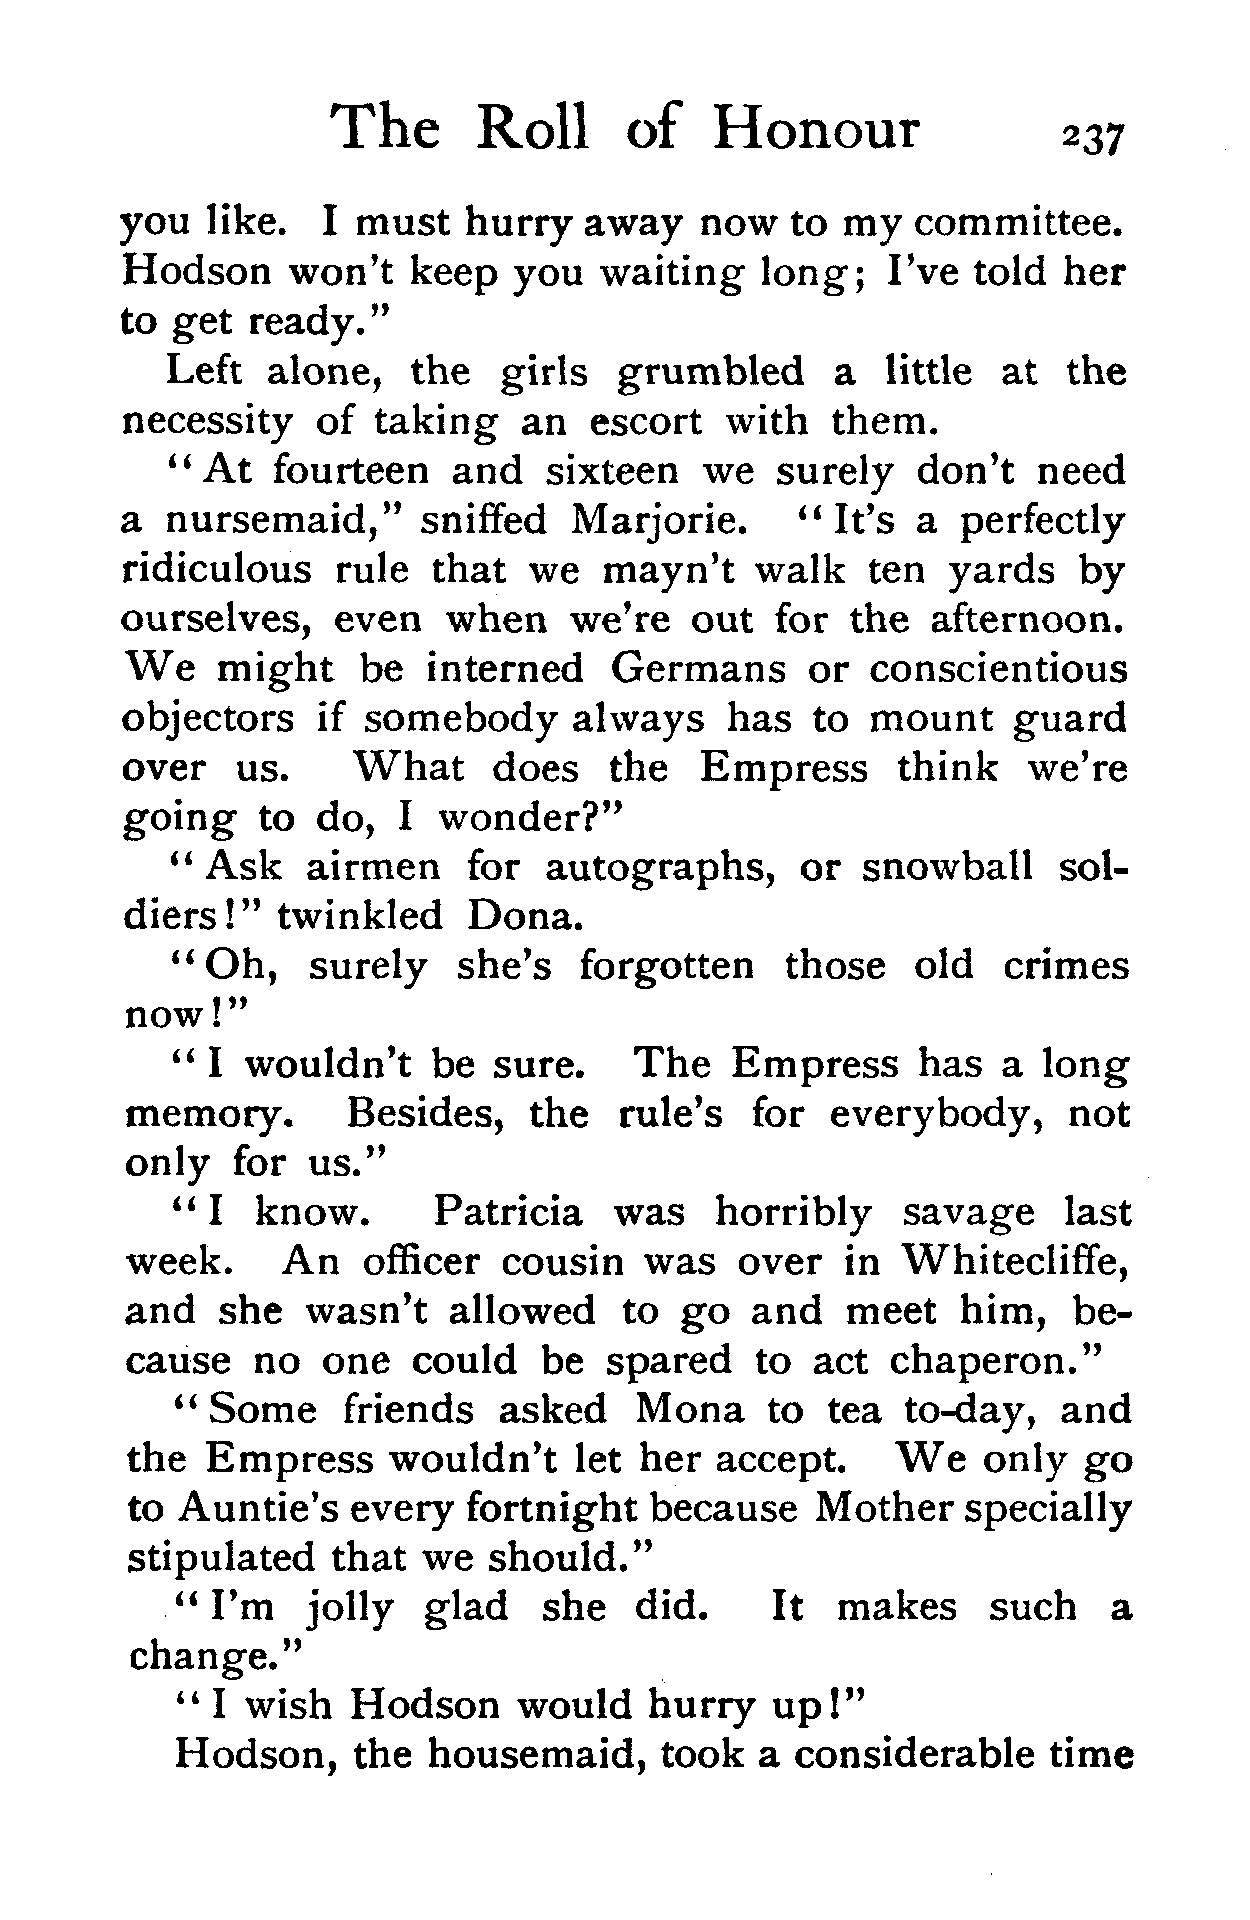 The Roll of Honour 237
you like. I must hurry away now to my committee.
Hodson won't keep you waiting long; I've told her
to get ready."
Left alone, the girls grumbled a little at the
necessity of taking an escort with them.
"At fourteen and sixteen we surely don't need
a nursemaid," sniffed Marjorie. "It's a perfectly
ridiculous rule that we mayn't walk ten yards by
ourselves, even when we're out for the afternoon.
We might be interned Germans or conscientious
objectors if somebody always has to mount guard
over us. What does the Empress think we're
going to do, I wonder?"
"Ask airmen for autographs, or snowball sol-
diers!" twinkled Dona.
"Oh, surely she's forgotten those old crimes
now!"
"I wouldn't be sure. The Empress has a long
memory. Besides, the rule's for everybody, not
only for us."
"I know. Patricia was horribly savage last
week. An officer cousin was over in Whitecliffe,
and she wasn't allowed to go and meet him, be-
cause no one could be spared to act chaperon."
"Some friends asked Mona to tea to-day, and
the Empress wouldn't let her accept. We only go
to Auntie's every fortnight because Mother specially
stipulated that we should."
"I'm jolly glad she did. It makes such a
change."
"I wish Hodson would hurry up!"
Hodson, the housemaid, took a considerable time